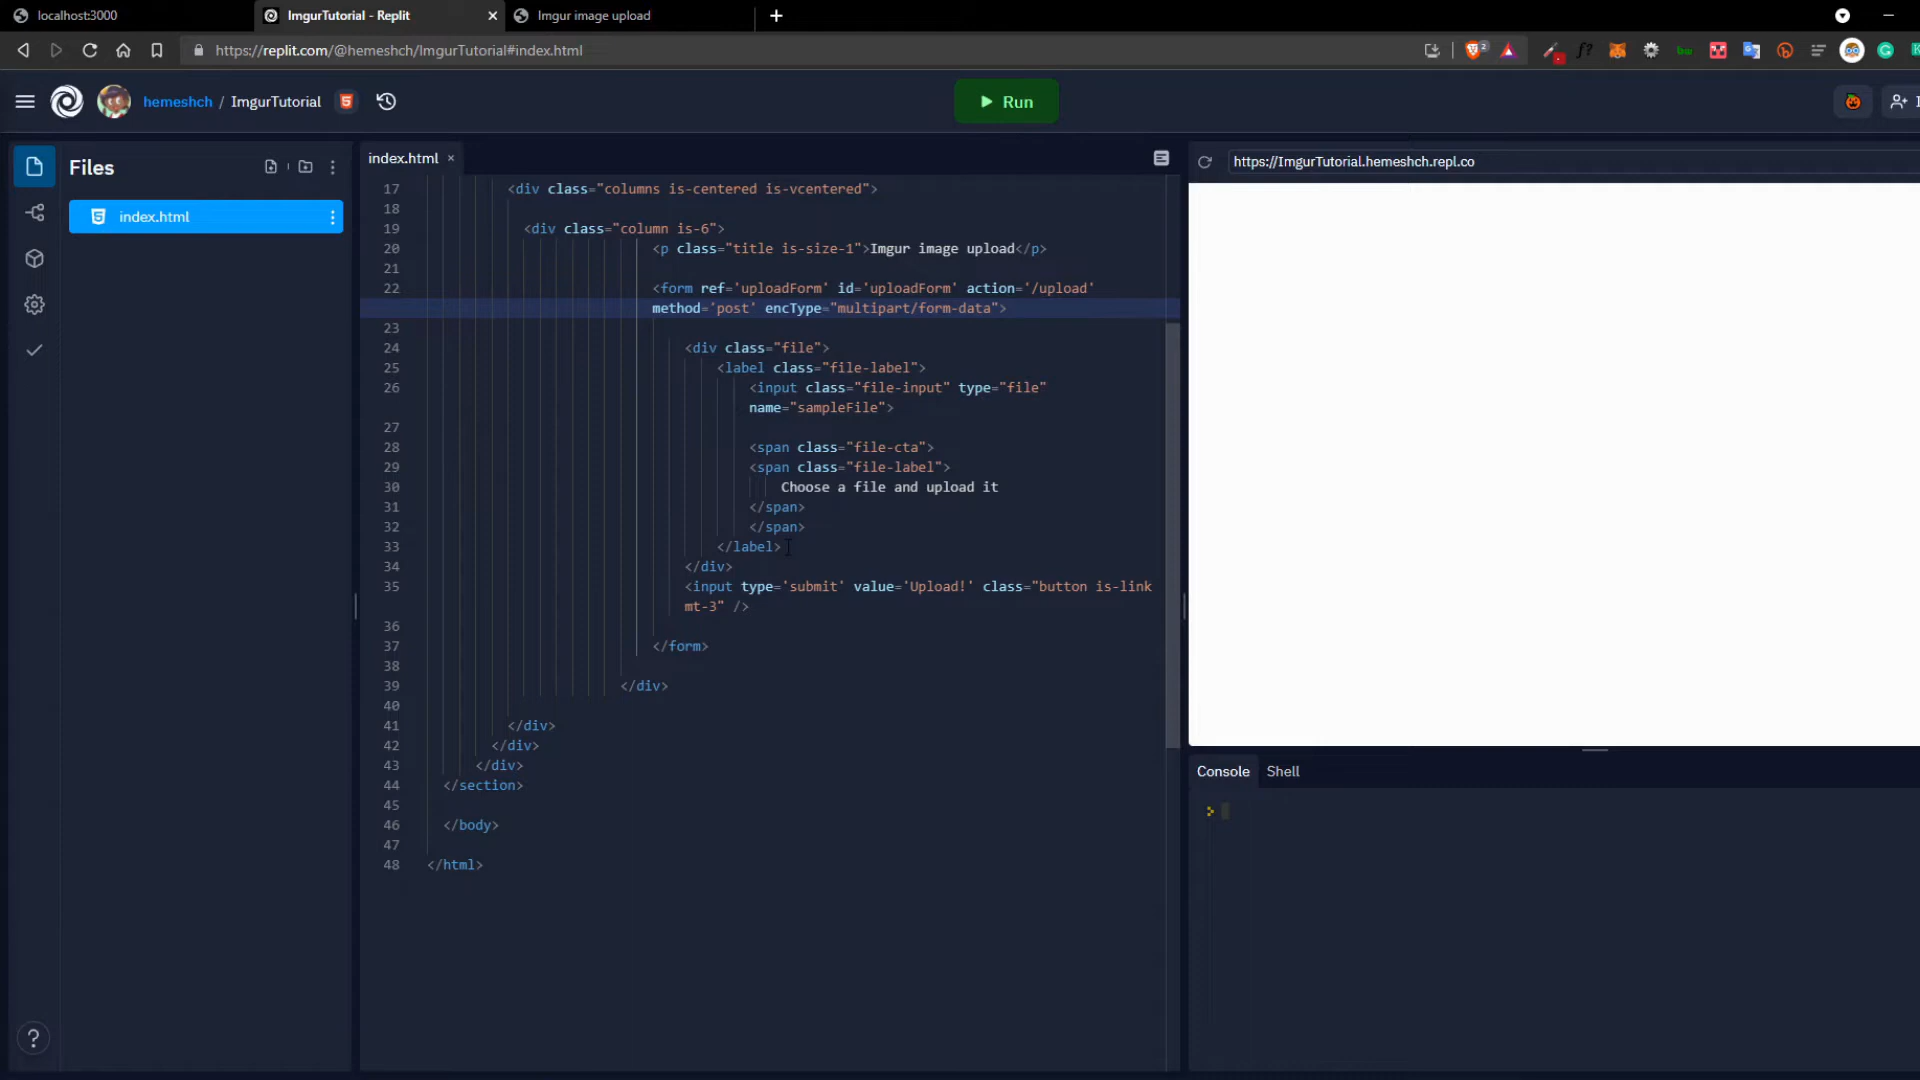 localhost:3000
ImgurTutorial - Replit
Imgur image upload
https://replit.com/@hemeshch/ImgurTutorial#index.html
2
hemeshch / ImgurTutorial
Run
Files
index.html
index.html
https://ImgurTutorial.hemeshch.repl.co
17 <div class="columns is-centered is-vcentered">
18
19 <div class="column is-6">
20 <p class="title is-size-1">Imgur image upload</p>
21
22 <form ref='uploadForm' id='uploadForm' action='/upload'
method='post' encType="multipart/form-data">
23
24 <div class="file">
25 <label class="file-label">
26 <input class="file-input" type="file"
name="sampleFile">
27
28 <span class="file-cta">
29 <span class="file-label">
30 Choose a file and upload it
31 </span>
32 </span>
33 </label>
34 </div>
35 <input type='submit' value='Upload!' class="button is-link
mt-3" />
36
37 </form>
38
39 </div>
40
41 </div>
42 </div>
43 </div>
44 </section>
45
46 </body>
47
48 </html>
Console
Shell
>
?